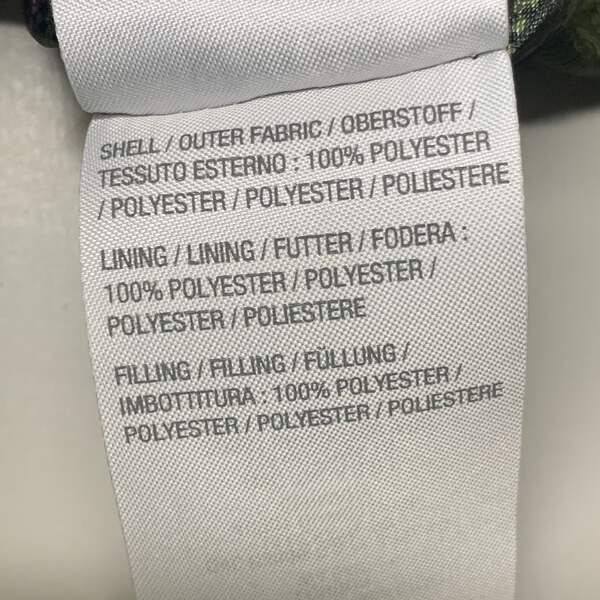 SHELL / OUTER FABRIC / OBERSTOFF /
TESSUTO ESTERNO : 100% POLYESTER
/ POLYESTER / POLYESTER / POLIESTERE
LINING / LINING / FUTTER / FODERA :
100% POLYESTER / POLYESTER /
POLYESTER / POLIESTERE
FILLING / FILLING / FÜLLUNG /
IMBOTTITURA : 100% POLYESTER /
POLYESTER / POLYESTER / POLIESTERE